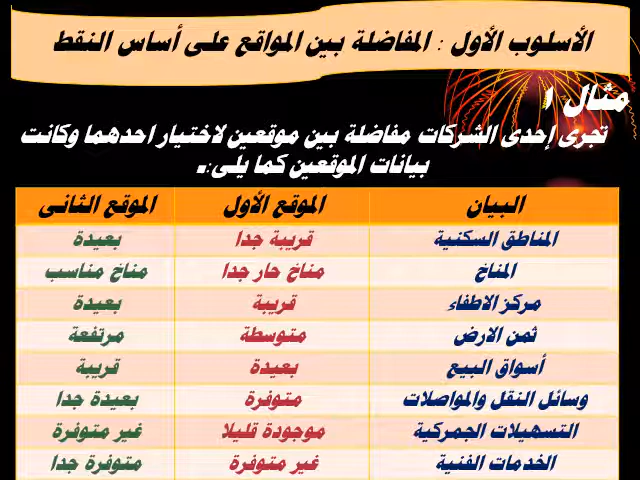 الأسلوب الأول : المفاضلة بين المواقع على أساس النقط
مثال ١
تجرى إحدى الشركات مفاضلة بين موقعين لاختيار احدهما وكانت
بيانات الموقعين كما يلى:ـ
البيان الموقع الأول الموقع الثانى
المناطق السكنية قريبة جدا بعيدة
المناخ مناخ حار جدا مناخ مناسب
مركز الاطفاء قريبة بعيدة
ثمن الارض متوسطة مرتفعة
أسواق البيع بعيدة قريبة
وسائل النقل والمواصلات متوفرة بعيدة جدا
التسهيلات الجمركية موجودة قليلا غير متوفرة
الخدمات الفنية غير متوفرة متوفرة جدا